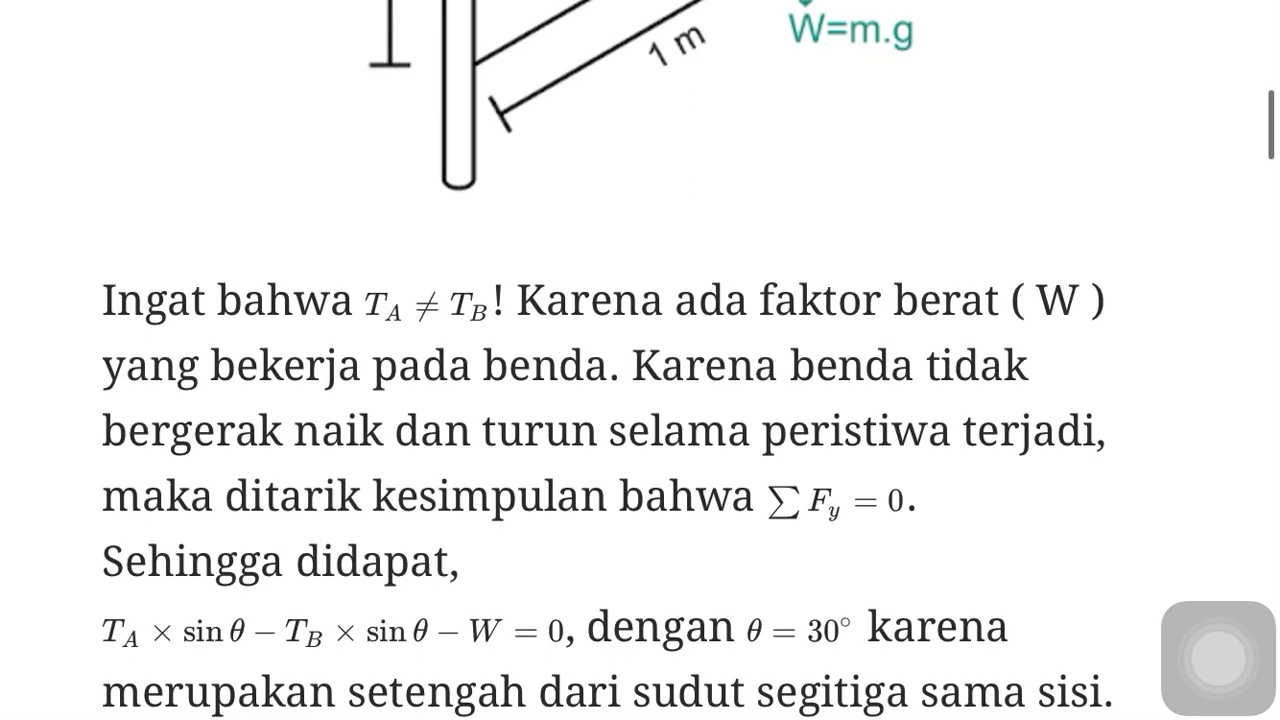 W=m.g
1 m
Ingat bahwa T_A ≠ T_B! Karena ada faktor berat ( W )
yang bekerja pada benda. Karena benda tidak
bergerak naik dan turun selama peristiwa terjadi,
maka ditarik kesimpulan bahwa ∑ F_y = 0.
Sehingga didapat,
T_A × sin θ − T_B × sin θ − W = 0, dengan θ = 30° karena
merupakan setengah dari sudut segitiga sama sisi.